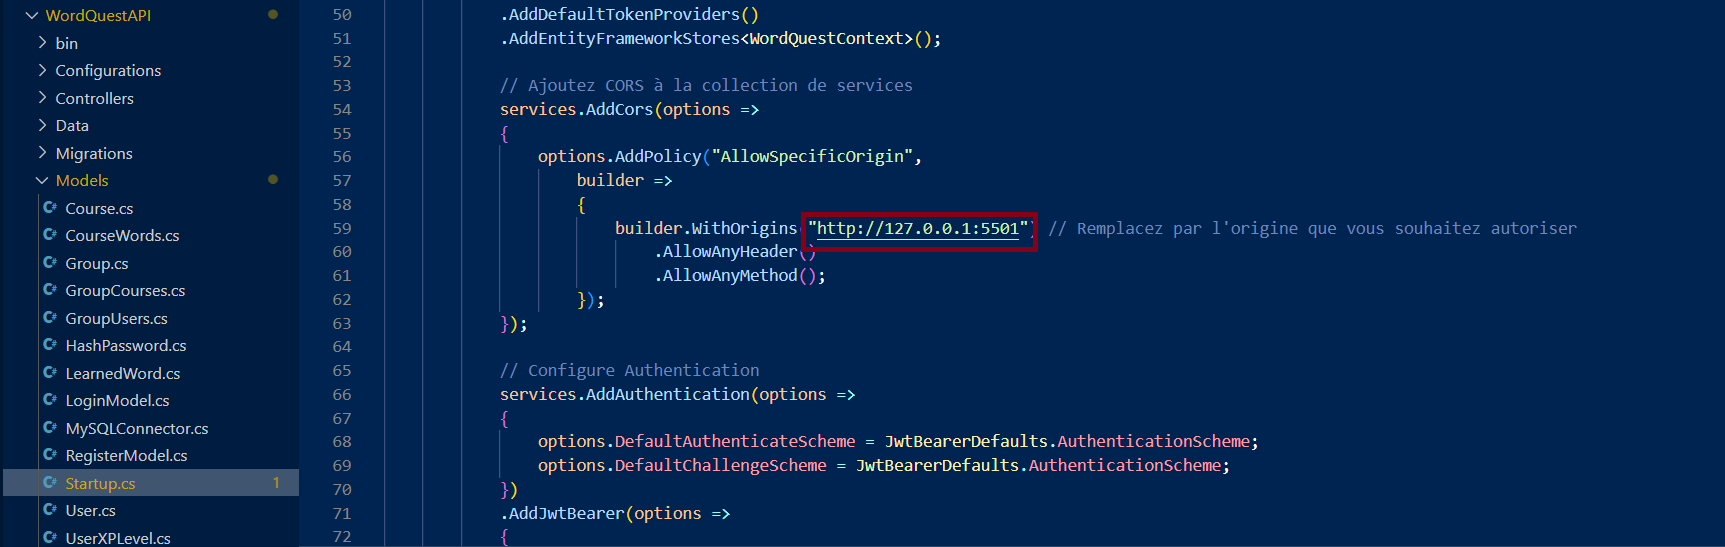 WordQuestAPI
bin
Configurations
Controllers
Data
Migrations
Models
C# Course.cs
C# CourseWords.cs
C# Group.cs
C# GroupCourses.cs
C# GroupUsers.cs
C# HashPassword.cs
C# LearnedWord.cs
C# LoginModel.cs
C# MySQLConnector.cs
C# RegisterModel.cs
C# Startup.cs 1
C# User.cs
C# UserXPLevel.cs
50 .AddDefaultTokenProviders()
51 .AddEntityFrameworkStores<WordQuestContext>();
52
53 // Ajoutez CORS à la collection de services
54 services.AddCors(options =>
55 {
56 options.AddPolicy("AllowSpecificOrigin",
57 builder =>
58 {
59 builder.WithOrigins("http://127.0.0.1:5501") // Remplacez par l'origine que vous souhaitez autoriser
60 .AllowAnyHeader()
61 .AllowAnyMethod();
62 });
63 });
64
65 // Configure Authentication
66 services.AddAuthentication(options =>
67 {
68 options.DefaultAuthenticateScheme = JwtBearerDefaults.AuthenticationScheme;
69 options.DefaultChallengeScheme = JwtBearerDefaults.AuthenticationScheme;
70 })
71 .AddJwtBearer(options =>
72 {